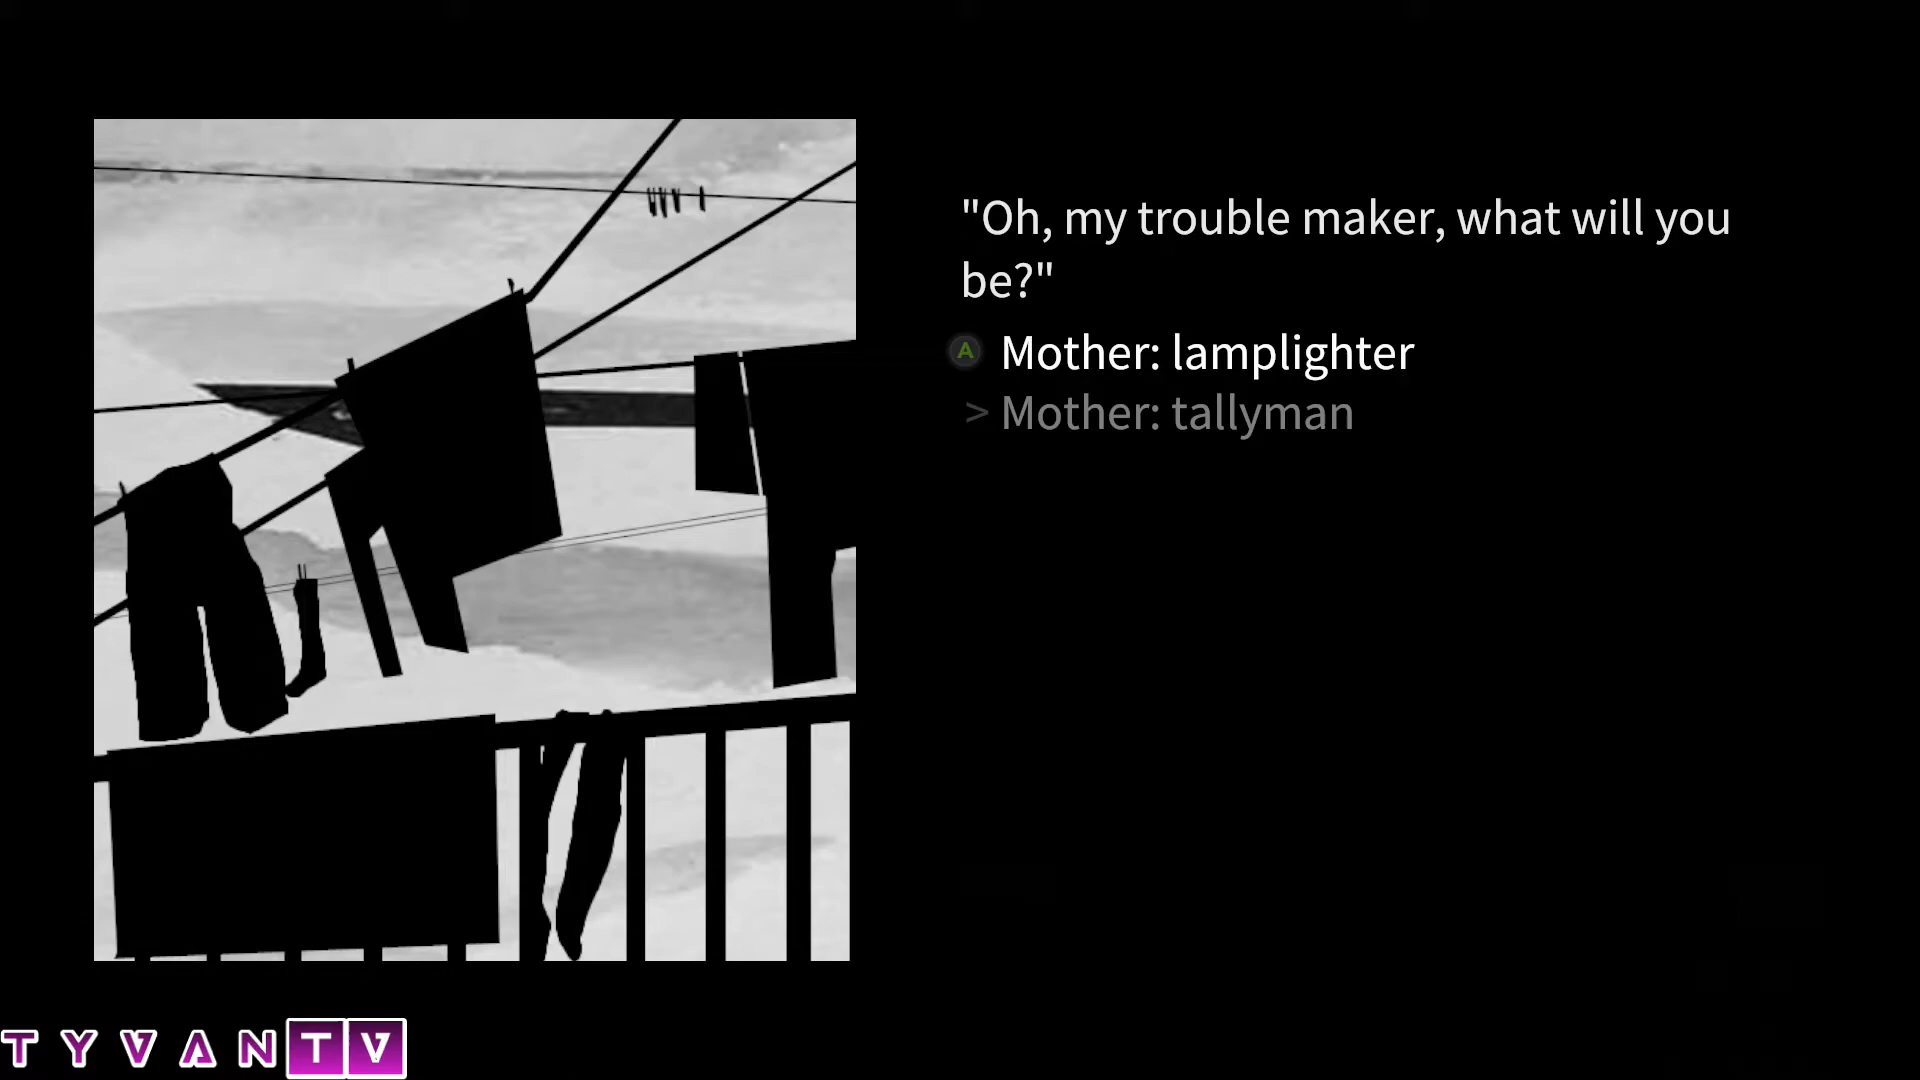 "Oh, my trouble maker, what will you
be?"
A Mother: lamplighter
> Mother: tallyman
TYVANTV